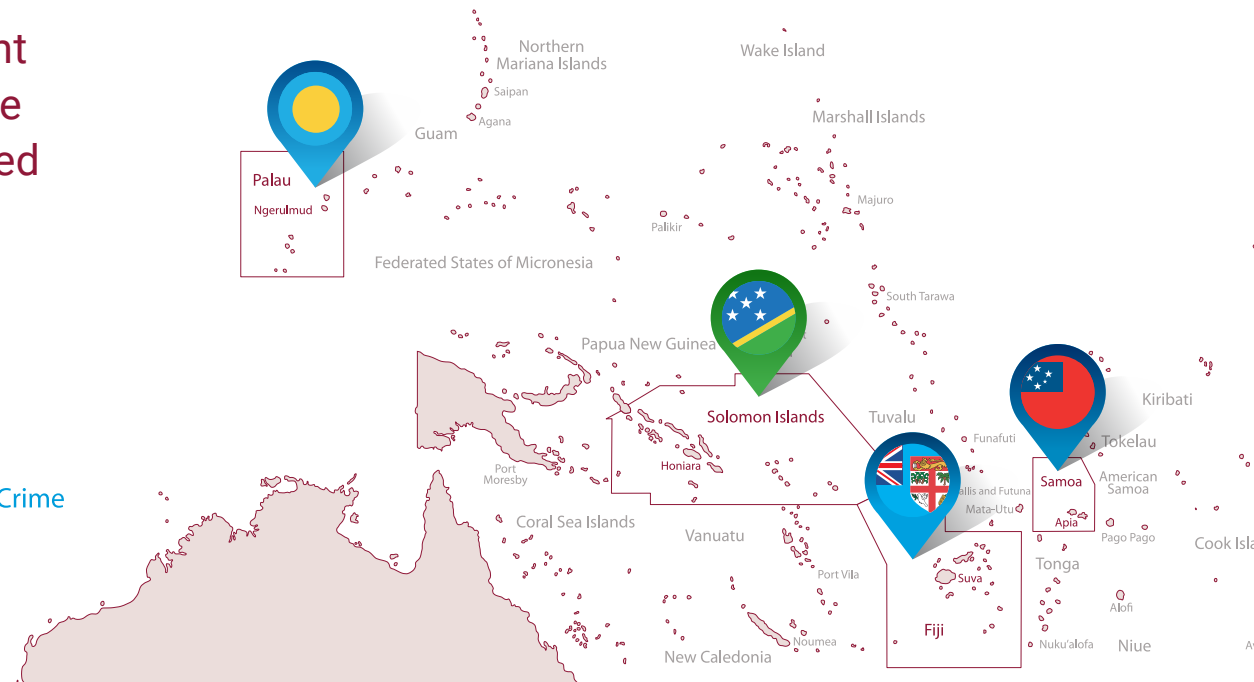 nt
e
ed
Crime
Northern
Mariana Islands
Saipan
Agana
Guam
Wake Island
Marshall Islands
Majuro
Palikir
Palau
Ngerulmud
Federated States of Micronesia
South Tarawa
Papua New Guinea
Solomon Islands
Honiara
Port
Moresby
Tuvalu
Funafuti
Kiribati
Tokelau
Samoa
Apia
American
Samoa
Pago Pago
and Futuna
Mata-Utu
Coral Sea Islands
Vanuatu
Port Vila
Suva
Fiji
Tonga
Nuku'alofa
Alofi
Niue
Cook Isla
New Caledonia
Noumea